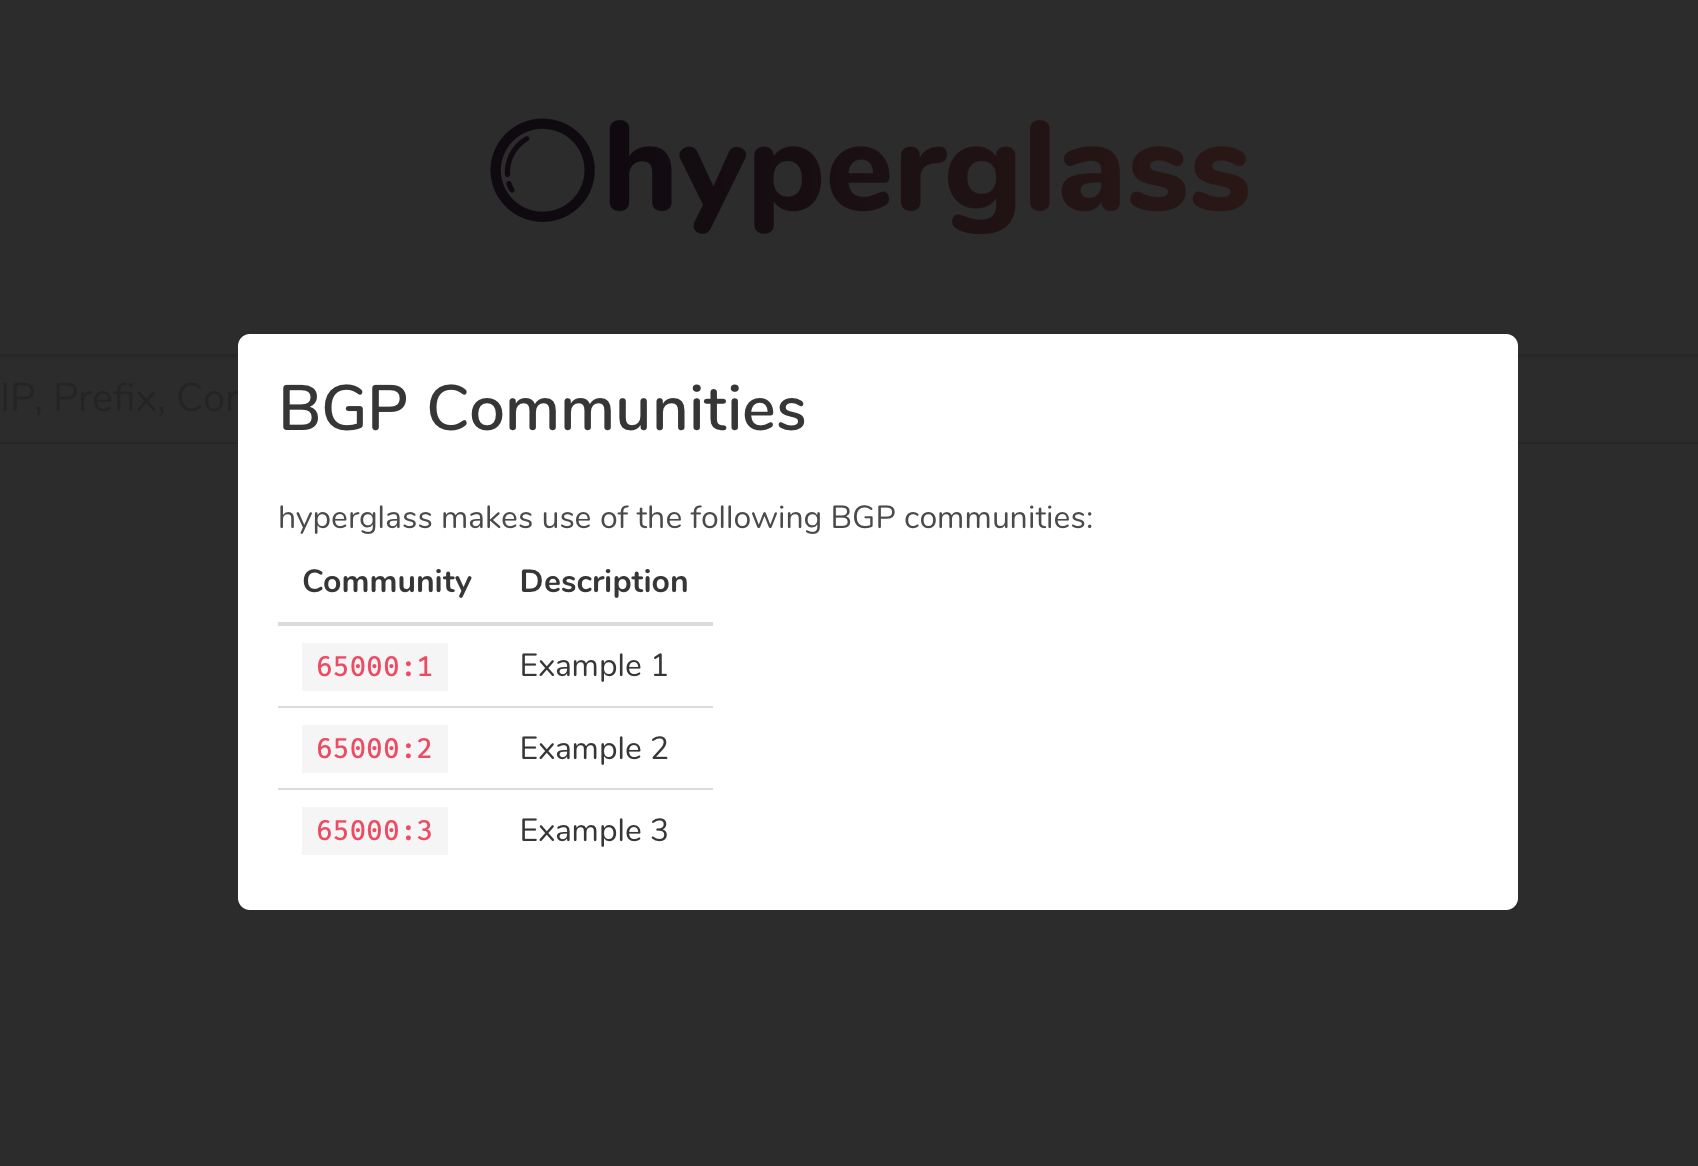 hyperglass
IP, Prefix, Co
BGP Communities
hyperglass makes use of the following BGP communities:
Community Description
65000:1 Example 1
65000:2 Example 2
65000:3 Example 3